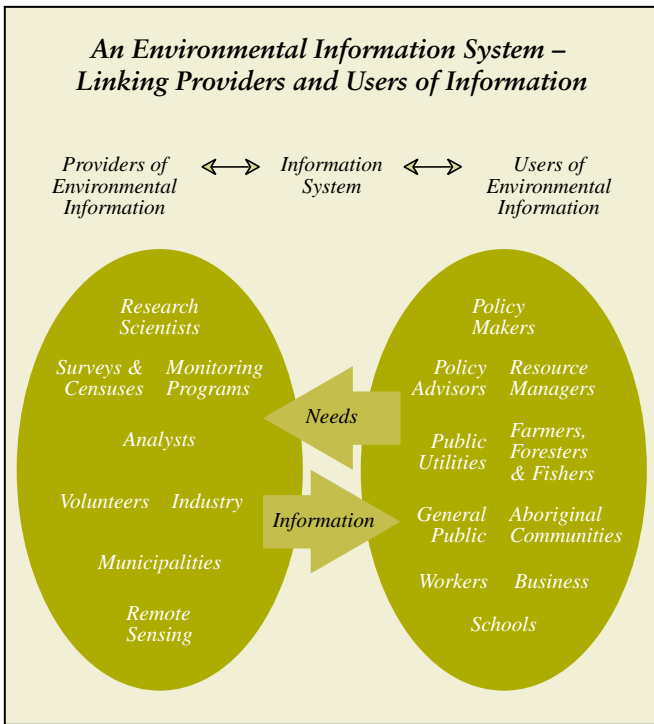 An Environmental Information System –
Linking Providers and Users of Information
Providers of
Environmental
Information
Information
System
Users of
Environmental
Information
Research
Scientists
Surveys &
Censuses
Monitoring
Programs
Analysts
Volunteers
Industry
Municipalities
Remote
Sensing
Needs
Information
Policy
Makers
Policy
Advisors
Resource
Managers
Public
Utilities
Farmers,
Foresters
& Fishers
General
Public
Aboriginal
Communities
Workers
Business
Schools